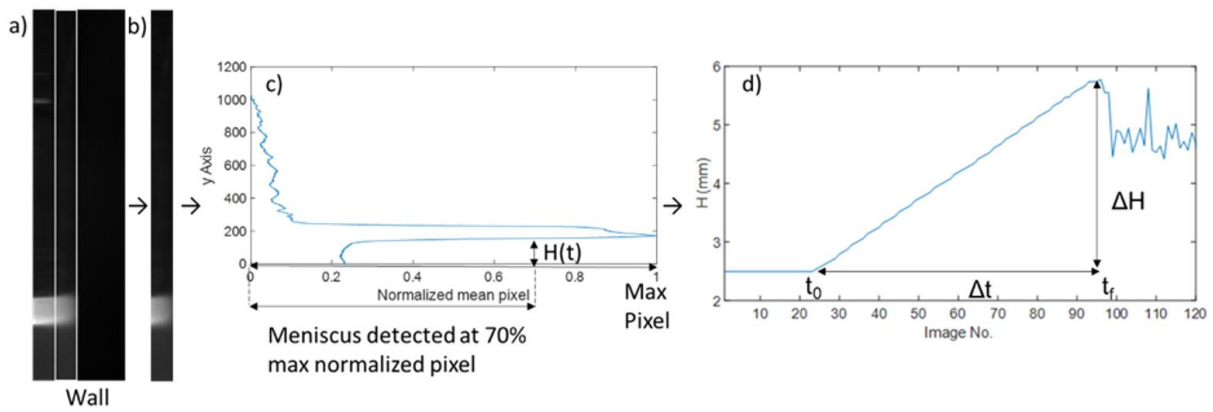 a)
b)
Wall
c)
1200
1000
800
600
400
200
0
y Axis
0
0.2
0.4
0.6
0.8
1
Normalized mean pixel
H(t)
Max
Pixel
Meniscus detected at 70%
max normalized pixel
d)
6
5
4
3
2
H (mm)
ΔH
t0
Δt
tf
10
20
30
40
50
60
70
80
90
100
110
120
Image No.